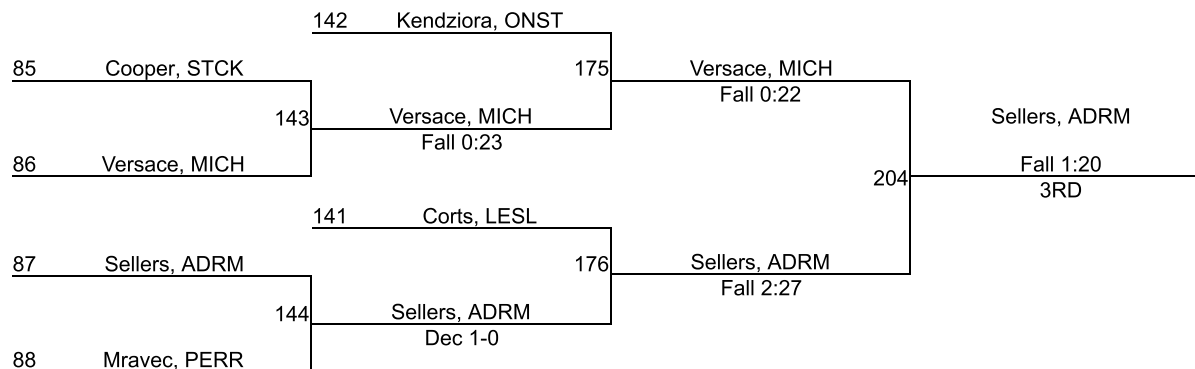 142 Kendziora, ONST
85 Cooper, STCK
175 Versace, MICH
Fall 0:22
143 Versace, MICH
Fall 0:23
Sellers, ADRM
86 Versace, MICH
204 Fall 1:20
3RD
141 Corts, LESL
87 Sellers, ADRM
176 Sellers, ADRM
Fall 2:27
144 Sellers, ADRM
Dec 1-0
88 Mravec, PERR